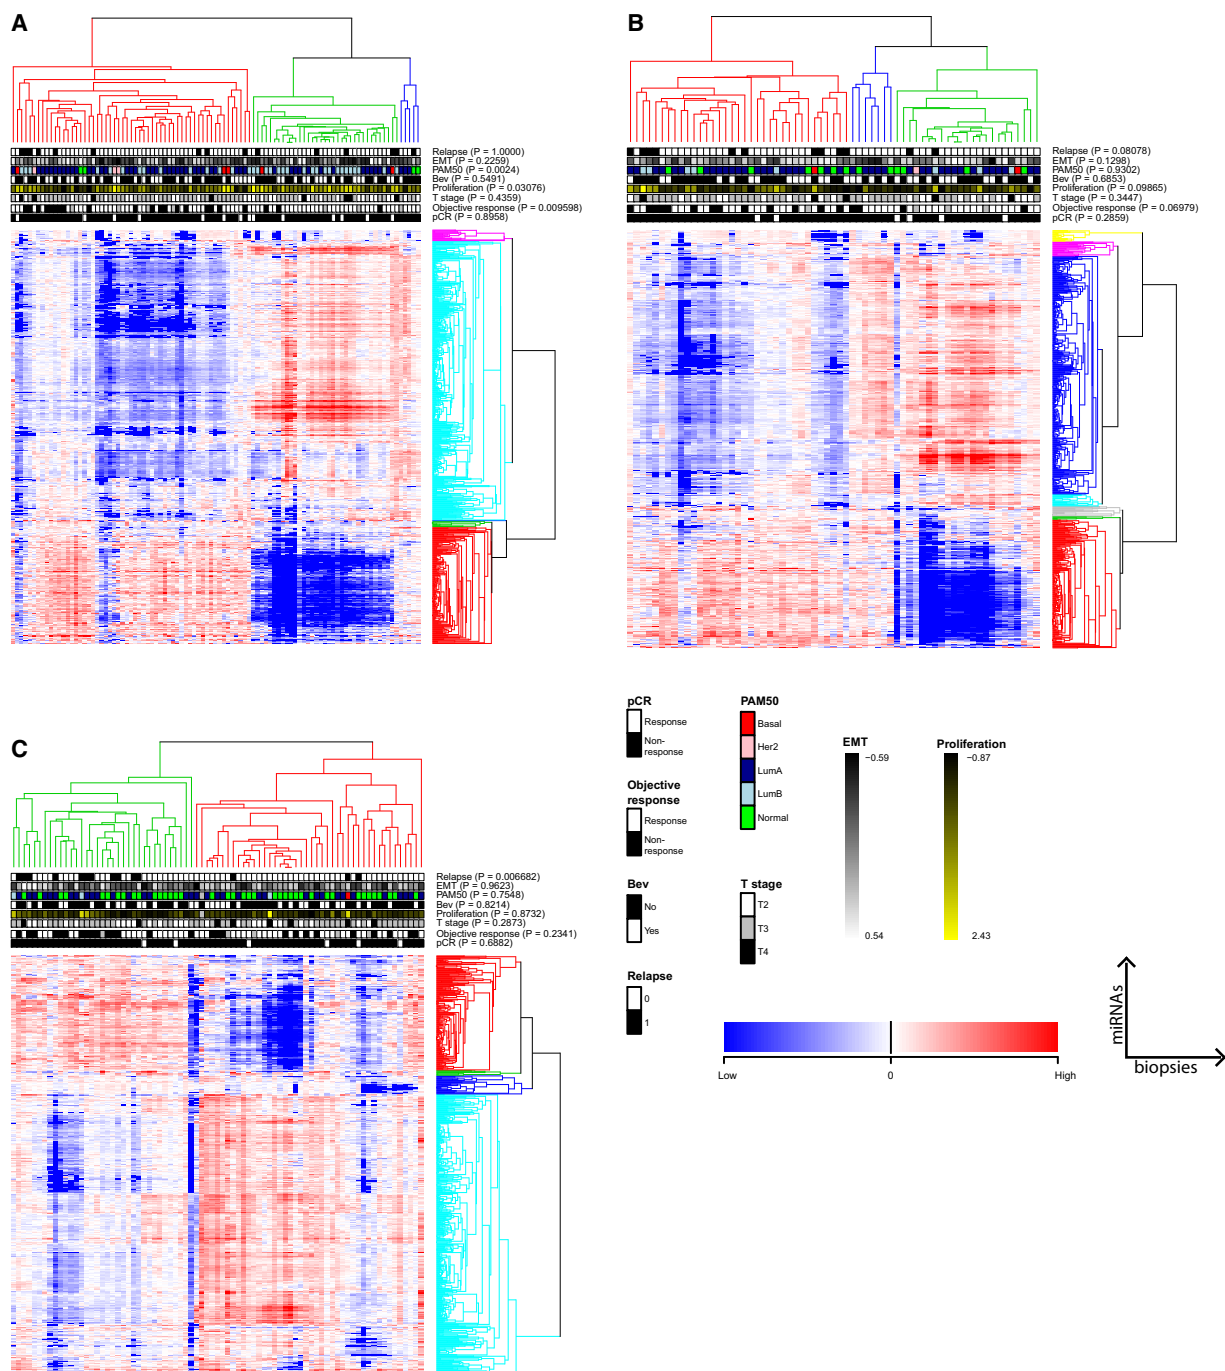 A
Relapse (P = 1.0000)
EMT (P = 0.2259)
PAM50 (P = 0.0024)
Bev (P = 0.5491)
Proliferation (P = 0.03076)
T stage (P = 0.4359)
Objective response (P = 0.009598)
pCR (P = 0.8958)
B
Relapse (P = 0.08078)
EMT (P = 0.1298)
PAM50 (P = 0.9302)
Bev (P = 0.6853)
Proliferation (P = 0.09865)
T stage (P = 0.3447)
Objective response (P = 0.06979)
pCR (P = 0.2859)
C
Relapse (P = 0.006682)
EMT (P = 0.9623)
PAM50 (P = 0.7548)
Bev (P = 0.8214)
Proliferation (P = 0.8732)
T stage (P = 0.2873)
Objective response (P = 0.2341)
pCR (P = 0.6882)
pCR
Response
Non-
response
Objective
response
Response
Non-
response
Bev
No
Yes
Relapse
0
1
PAM50
Basal
Her2
LumA
LumB
Normal
T stage
T2
T3
T4
EMT
−0.59
0.54
Proliferation
−0.87
2.43
Low
0
High
miRNAs
biopsies